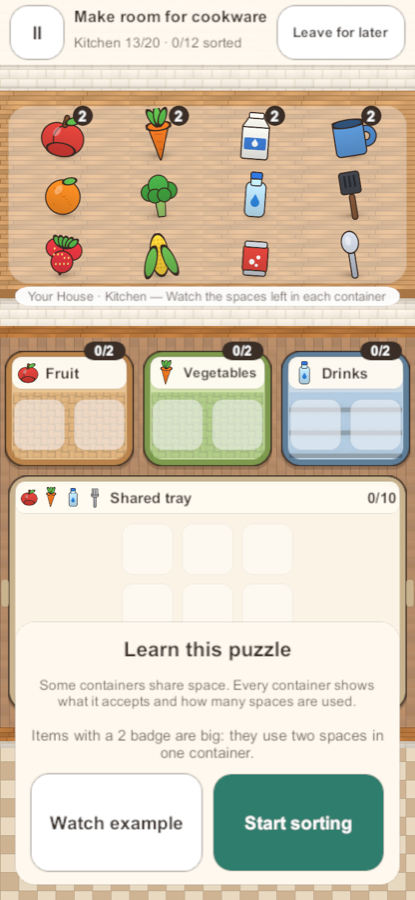 Make room for cookware
Kitchen 13/20 · 0/12 sorted
Leave for later
2 2 2 2
Your House · Kitchen — Watch the spaces left in each container
0/2 0/2 0/2
Fruit Vegetables Drinks
Shared tray 0/10
Learn this puzzle
Some containers share space. Every container shows
what it accepts and how many spaces are used.
Items with a 2 badge are big: they use two spaces in
one container.
Watch example Start sorting